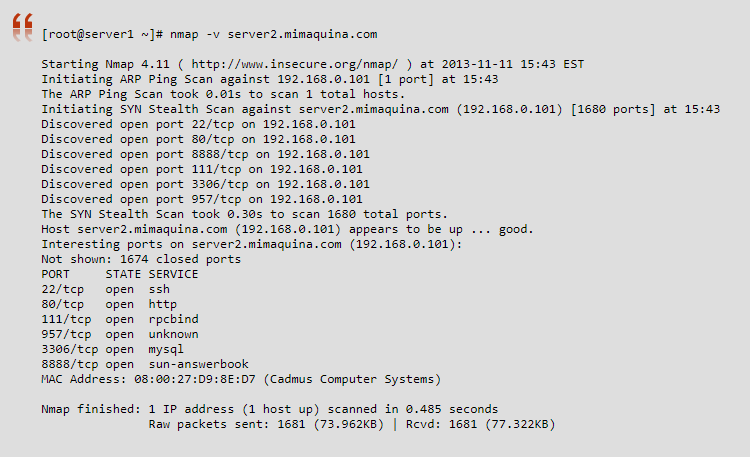 [root@server1 ~]# nmap -v server2.mimaquina.com
Starting Nmap 4.11 ( http://www.insecure.org/nmap/ ) at 2013-11-11 15:43 EST
Initiating ARP Ping Scan against 192.168.0.101 [1 port] at 15:43
The ARP Ping Scan took 0.01s to scan 1 total hosts.
Initiating SYN Stealth Scan against server2.mimaquina.com (192.168.0.101) [1680 ports] at 15:43
Discovered open port 22/tcp on 192.168.0.101
Discovered open port 80/tcp on 192.168.0.101
Discovered open port 8888/tcp on 192.168.0.101
Discovered open port 111/tcp on 192.168.0.101
Discovered open port 3306/tcp on 192.168.0.101
Discovered open port 957/tcp on 192.168.0.101
The SYN Stealth Scan took 0.30s to scan 1680 total ports.
Host server2.mimaquina.com (192.168.0.101) appears to be up ... good.
Interesting ports on server2.mimaquina.com (192.168.0.101):
Not shown: 1674 closed ports
PORT     STATE SERVICE
22/tcp   open  ssh
80/tcp   open  http
111/tcp  open  rpcbind
957/tcp  open  unknown
3306/tcp open  mysql
8888/tcp open  sun-answerbook
MAC Address: 08:00:27:D9:8E:D7 (Cadmus Computer Systems)
Nmap finished: 1 IP address (1 host up) scanned in 0.485 seconds
Raw packets sent: 1681 (73.962KB) | Rcvd: 1681 (77.322KB)